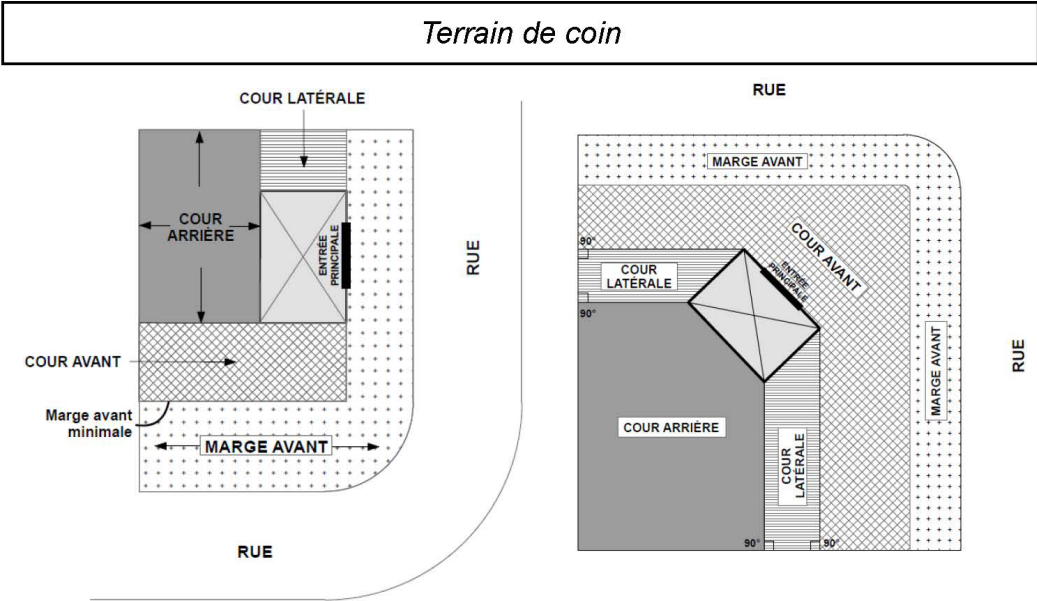 Terrain de coin
COUR LATÉRALE
COUR
ARRIÈRE
ENTRÉE
PRINCIPALE
RUE
COUR AVANT
Marge avant
minimale
MARGE AVANT
RUE
RUE
MARGE AVANT
COUR AVANT
90°
COUR
LATÉRALE
ENTRÉE
PRINCIPALE
90°
MARGE AVANT
RUE
COUR ARRIÈRE
COUR
LATÉRALE
90°
90°